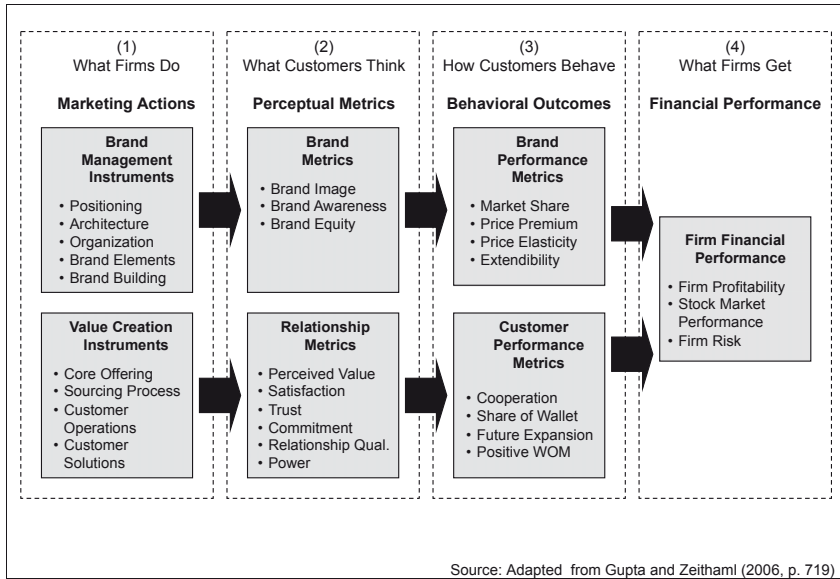 (1)
What Firms Do
Marketing Actions
Brand
Management
Instruments
• Positioning
• Architecture
• Organization
• Brand Elements
• Brand Building
Value Creation
Instruments
• Core Offering
• Sourcing Process
• Customer
Operations
• Customer
Solutions
(2)
What Customers Think
Perceptual Metrics
Brand
Metrics
• Brand Image
• Brand Awareness
• Brand Equity
Relationship
Metrics
• Perceived Value
• Satisfaction
• Trust
• Commitment
• Relationship Qual.
• Power
(3)
How Customers Behave
Behavioral Outcomes
Brand
Performance
Metrics
• Market Share
• Price Premium
• Price Elasticity
• Extendibility
Customer
Performance
Metrics
• Cooperation
• Share of Wallet
• Future Expansion
• Positive WOM
(4)
What Firms Get
Financial Performance
Firm Financial
Performance
• Firm Profitability
• Stock Market
Performance
• Firm Risk
Source: Adapted from Gupta and Zeithaml (2006, p. 719)